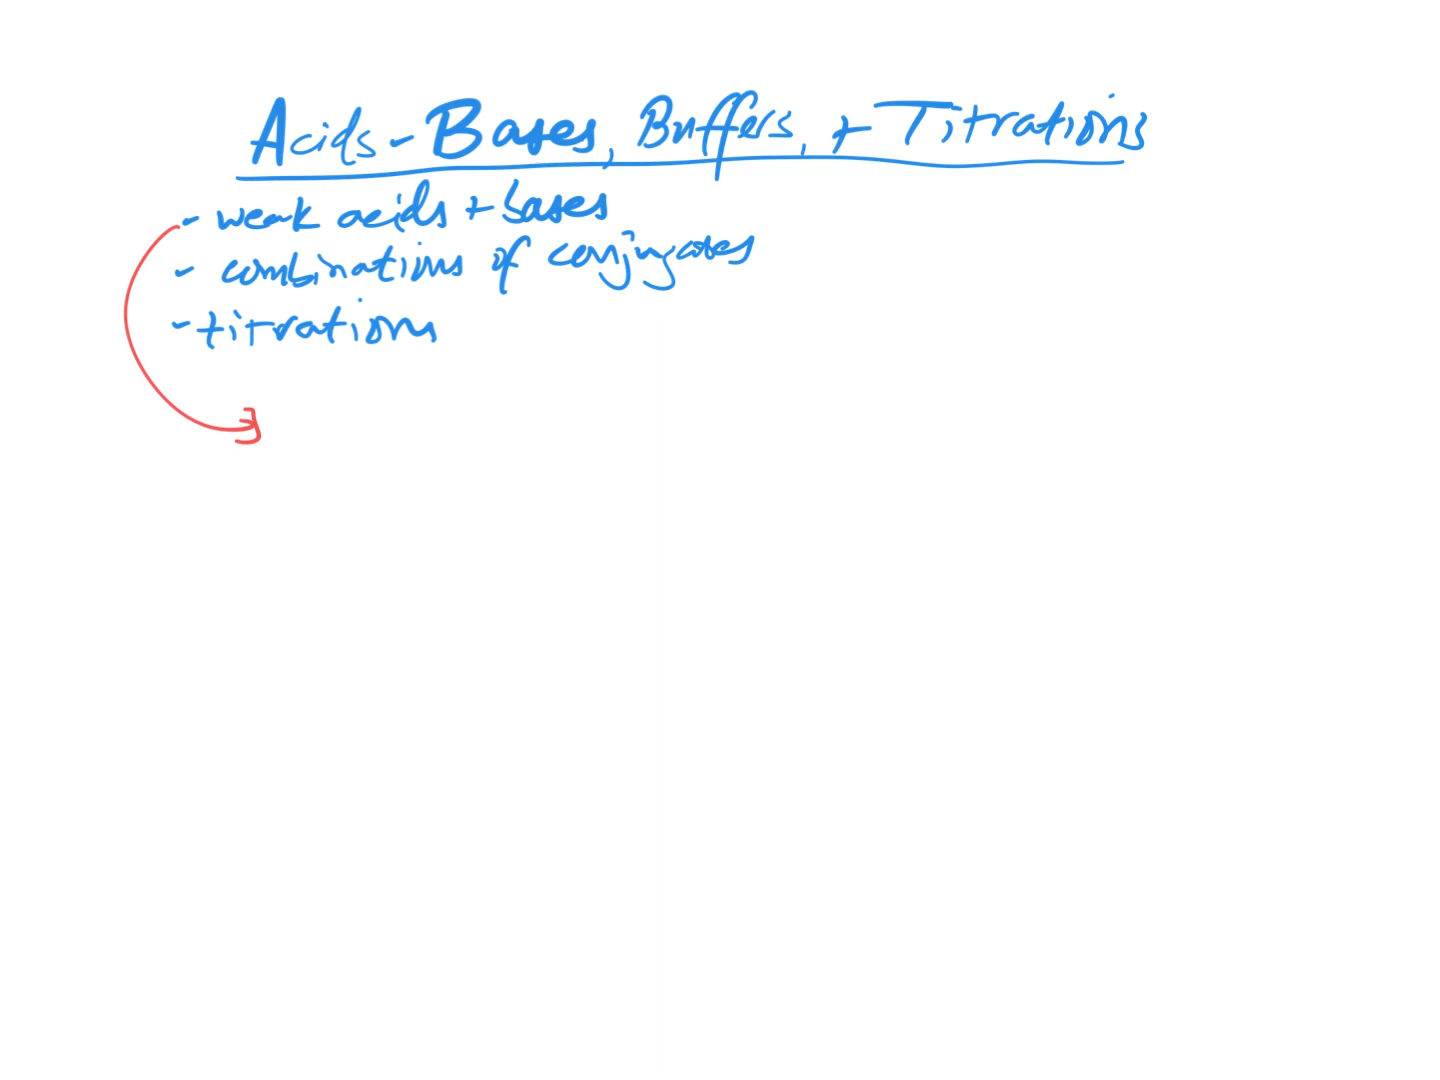 Acids - Bases, Buffers, + Titrations
- weak acids + bases
- combinations of conjugates
- titrations